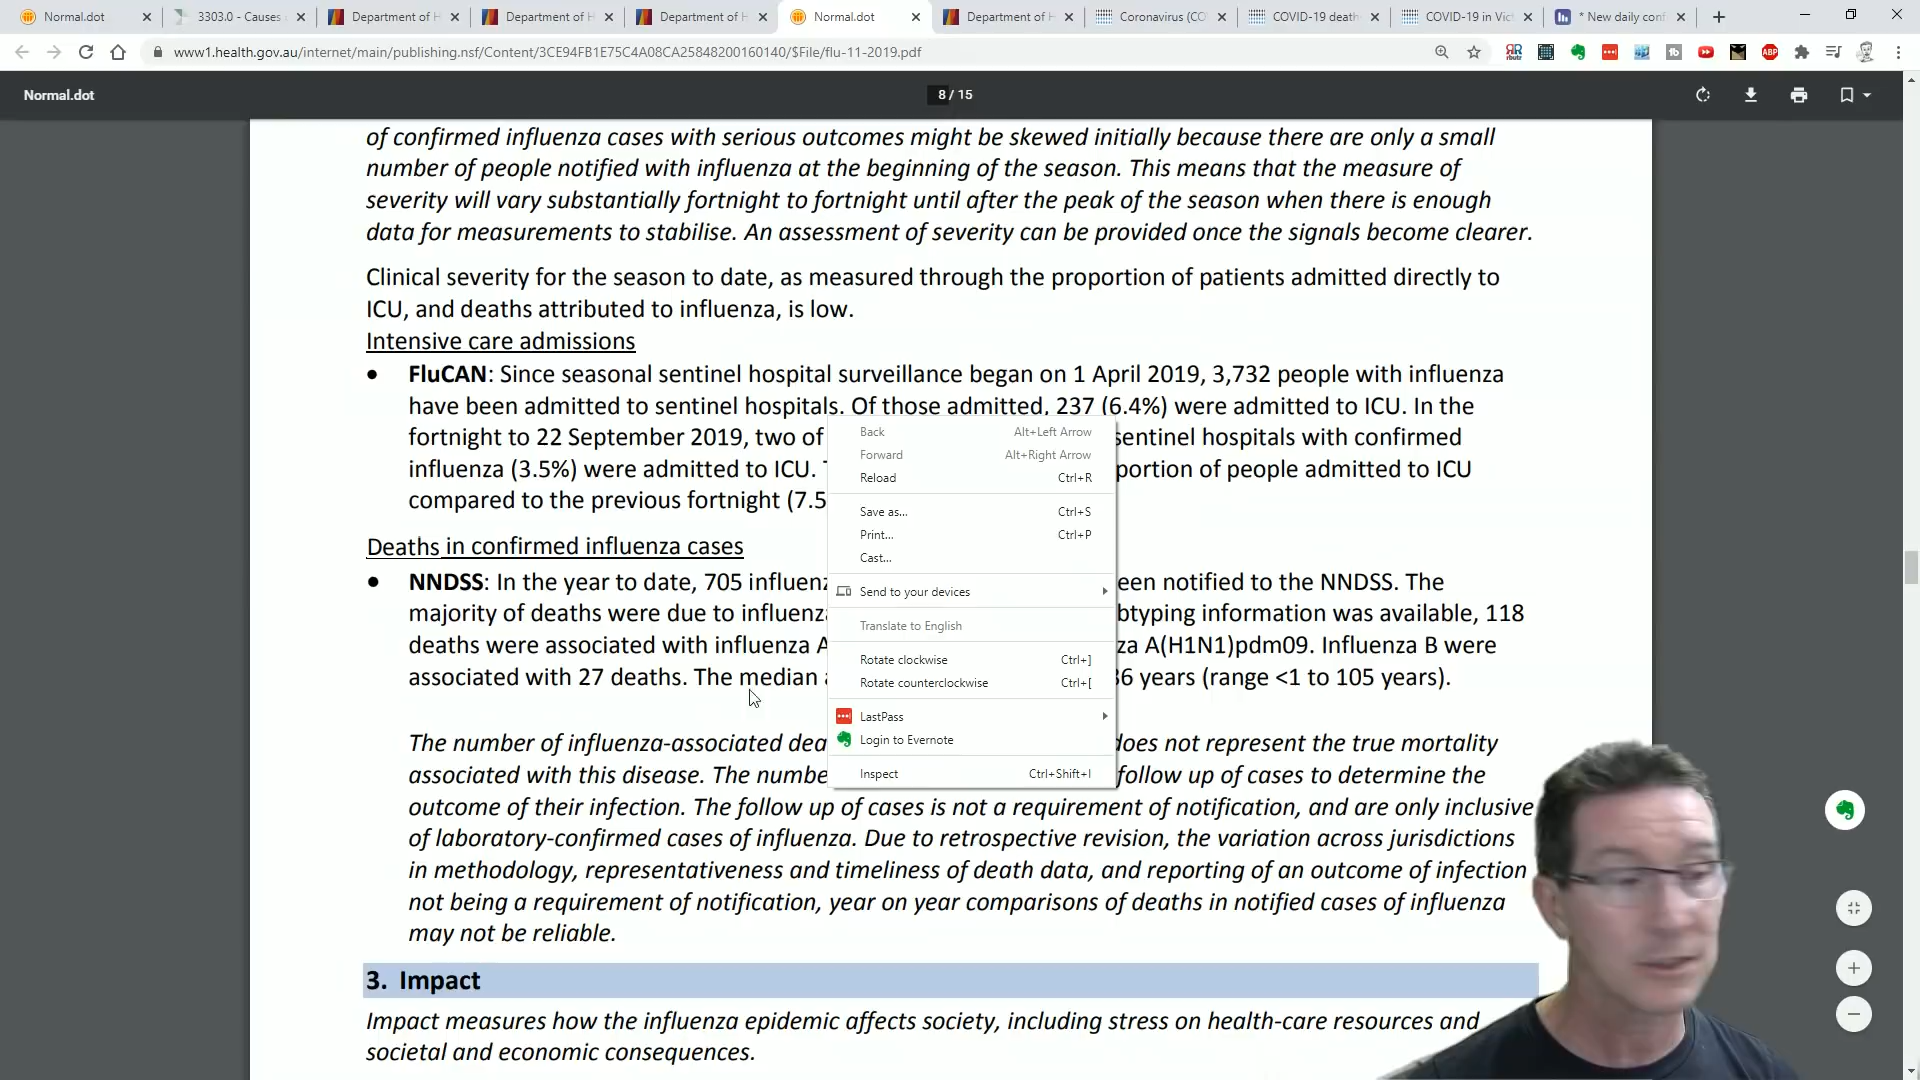 Normal.dot
3303.0 - Causes
Department of H
Department of H
Department of H
Normal.dot
Department of H
Coronavirus (CO
COVID-19 death
COVID-19 in Vic
* New daily conf
www1.health.gov.au/internet/main/publishing.nsf/Content/3CE94FB1E75C4A08CA25848200160140/$File/flu-11-2019.pdf
Normal.dot
8 / 15
of confirmed influenza cases with serious outcomes might be skewed initially because there are only a small
number of people notified with influenza at the beginning of the season. This means that the measure of
severity will vary substantially fortnight to fortnight until after the peak of the season when there is enough
data for measurements to stabilise. An assessment of severity can be provided once the signals become clearer.
Clinical severity for the season to date, as measured through the proportion of patients admitted directly to
ICU, and deaths attributed to influenza, is low.
Intensive care admissions
• FluCAN: Since seasonal sentinel hospital surveillance began on 1 April 2019, 3,732 people with influenza
have been admitted to sentinel hospitals. Of those admitted, 237 (6.4%) were admitted to ICU. In the
fortnight to 22 September 2019, two of sentinel hospitals with confirmed
influenza (3.5%) were admitted to ICU. portion of people admitted to ICU
compared to the previous fortnight (7.5
Deaths in confirmed influenza cases
• NNDSS: In the year to date, 705 influenz een notified to the NNDSS. The
majority of deaths were due to influenz btyping information was available, 118
deaths were associated with influenza A za A(H1N1)pdm09. Influenza B were
associated with 27 deaths. The median 36 years (range <1 to 105 years).
The number of influenza-associated dea does not represent the true mortality
associated with this disease. The numbe follow up of cases to determine the
outcome of their infection. The follow up of cases is not a requirement of notification, and are only inclusive
of laboratory-confirmed cases of influenza. Due to retrospective revision, the variation across jurisdictions
in methodology, representativeness and timeliness of death data, and reporting of an outcome of infection
not being a requirement of notification, year on year comparisons of deaths in notified cases of influenza
may not be reliable.
3. Impact
Impact measures how the influenza epidemic affects society, including stress on health-care resources and
societal and economic consequences.
Back Alt+Left Arrow
Forward Alt+Right Arrow
Reload Ctrl+R
Save as... Ctrl+S
Print... Ctrl+P
Cast...
Send to your devices
Translate to English
Rotate clockwise Ctrl+]
Rotate counterclockwise Ctrl+[
LastPass
Login to Evernote
Inspect Ctrl+Shift+I